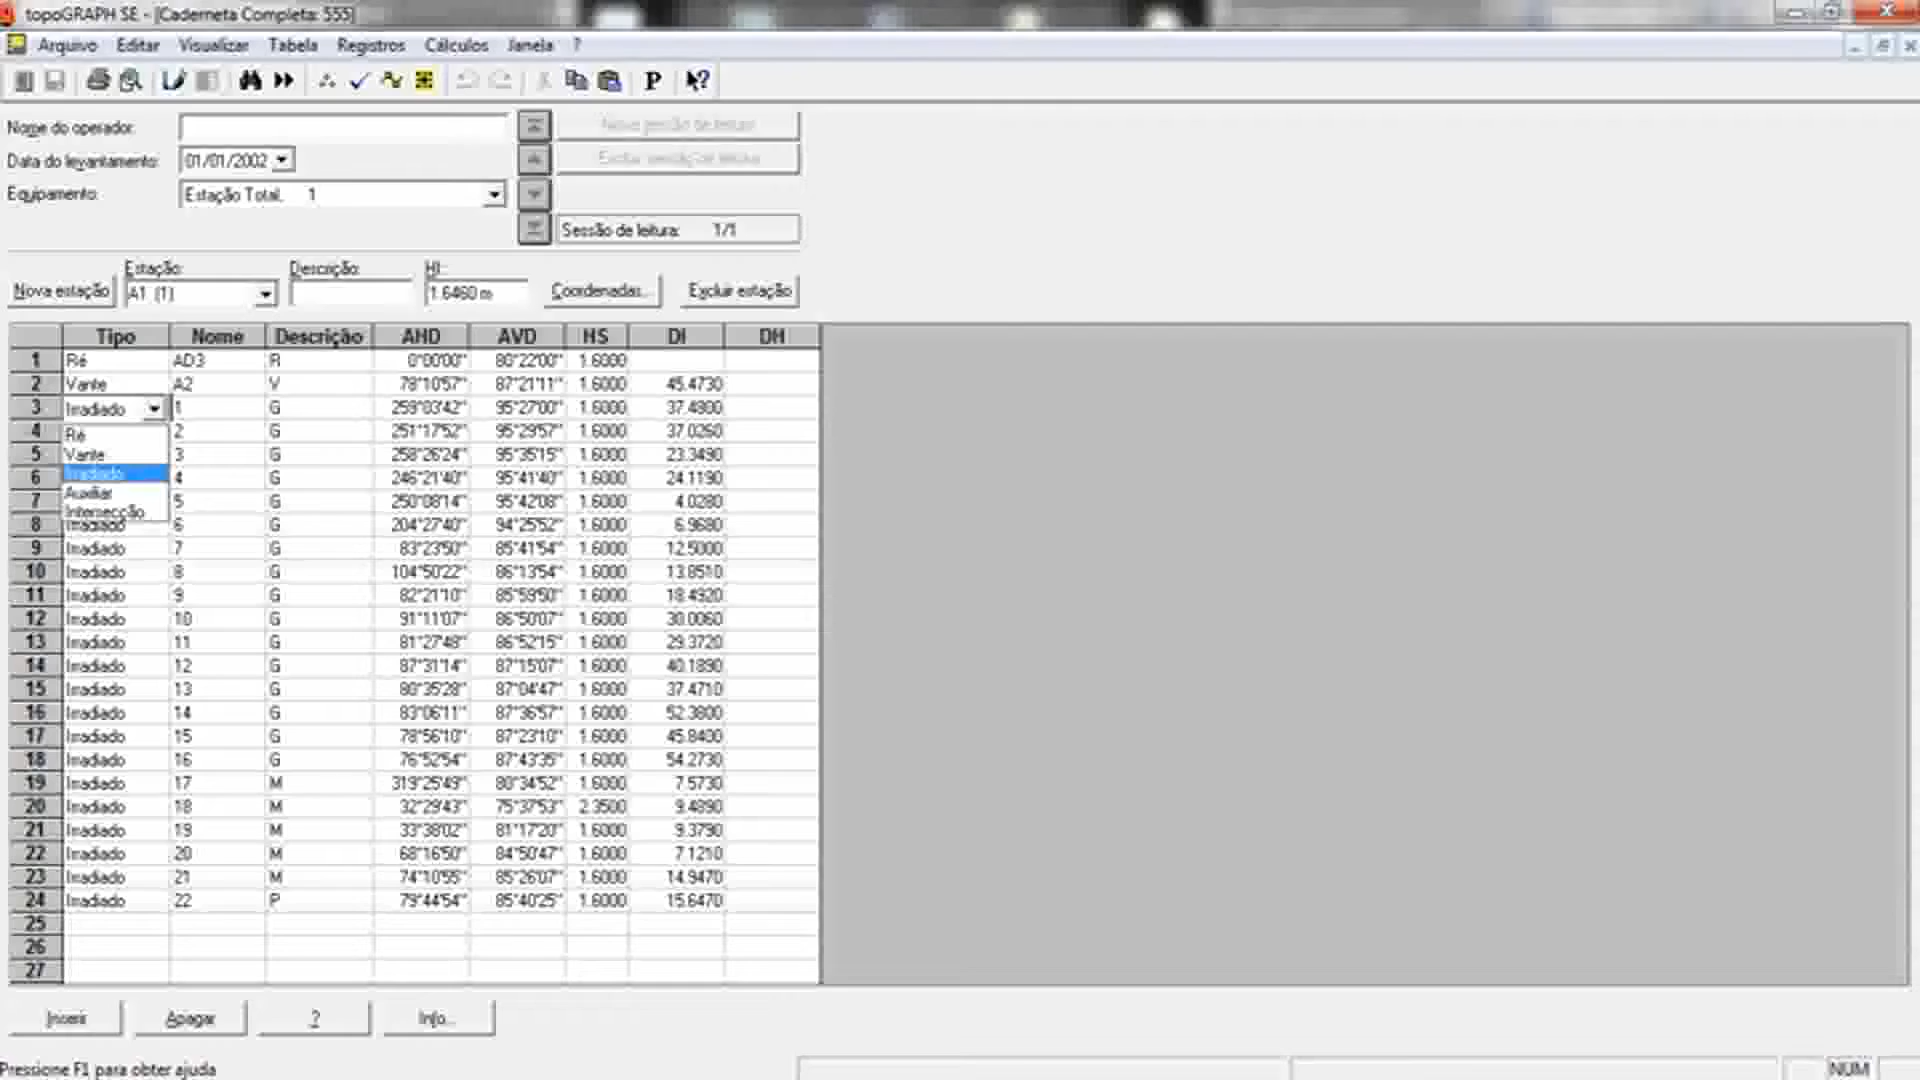 topoGRAPH SE - [Caderneta Completa: 555]
Arquivo Editar Visualizar Tabela Registros Cálculos Janela ?
P ?
Nome do operador:
Nova sessão de leitura
Data do levantamento: 01/01/2002
Excluir sessão de leitura
Equipamento: Estação Total, 1
Sessão de leitura: 1/1
Estação: Descrição: HI:
Nova estação A1 (1) 1.6460 m Coordenadas... Excluir estação
Tipo Nome Descrição AHD AVD HS DI DH
1 Ré AD3 R 0°00'00" 80°22'00" 1.6000
2 Vante A2 V 78°10'57" 87°21'11" 1.6000 45.4730
3 Irradiado 1 G 259°03'42" 95°27'00" 1.6000 37.4800
4 2 G 251°17'52" 95°29'57" 1.6000 37.0260
5 3 G 258°26'24" 95°35'15" 1.6000 23.3490
6 4 G 246°21'40" 95°41'40" 1.6000 24.1190
7 5 G 250°08'14" 95°42'08" 1.6000 4.0280
Ré
Vante
Irradiado
Auxiliar
Intersecção
8 Irradiado 6 G 204°27'40" 94°25'52" 1.6000 6.9680
9 Irradiado 7 G 83°23'50" 85°41'54" 1.6000 12.5000
10 Irradiado 8 G 104°50'22" 86°13'54" 1.6000 13.8510
11 Irradiado 9 G 82°21'10" 85°59'50" 1.6000 18.4920
12 Irradiado 10 G 91°11'07" 86°50'07" 1.6000 30.0060
13 Irradiado 11 G 81°27'48" 86°52'15" 1.6000 29.3720
14 Irradiado 12 G 87°31'14" 87°15'07" 1.6000 40.1890
15 Irradiado 13 G 80°35'28" 87°04'47" 1.6000 37.4710
16 Irradiado 14 G 83°06'11" 87°36'57" 1.6000 52.3800
17 Irradiado 15 G 78°56'10" 87°23'10" 1.6000 45.8400
18 Irradiado 16 G 76°52'54" 87°43'35" 1.6000 54.2730
19 Irradiado 17 M 319°25'49" 80°34'52" 1.6000 7.5730
20 Irradiado 18 M 32°29'43" 75°37'53" 2.3500 9.4890
21 Irradiado 19 M 33°38'02" 81°17'20" 1.6000 9.3790
22 Irradiado 20 M 68°16'50" 84°50'47" 1.6000 7.1210
23 Irradiado 21 M 74°10'55" 85°26'07" 1.6000 14.9470
24 Irradiado 22 P 79°44'54" 85°40'25" 1.6000 15.6470
25
26
27
Inserir Apagar ? Info...
Pressione F1 para obter ajuda
NUM